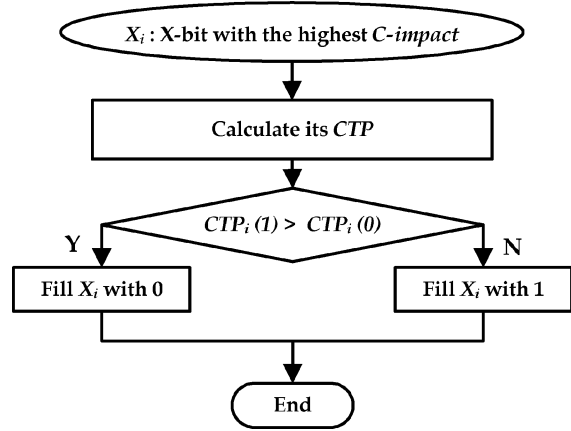 Xi : X-bit with the highest C-impact
Calculate its CTP
CTPi (1) > CTPi (0)
Y
N
Fill Xi with 0
Fill Xi with 1
End